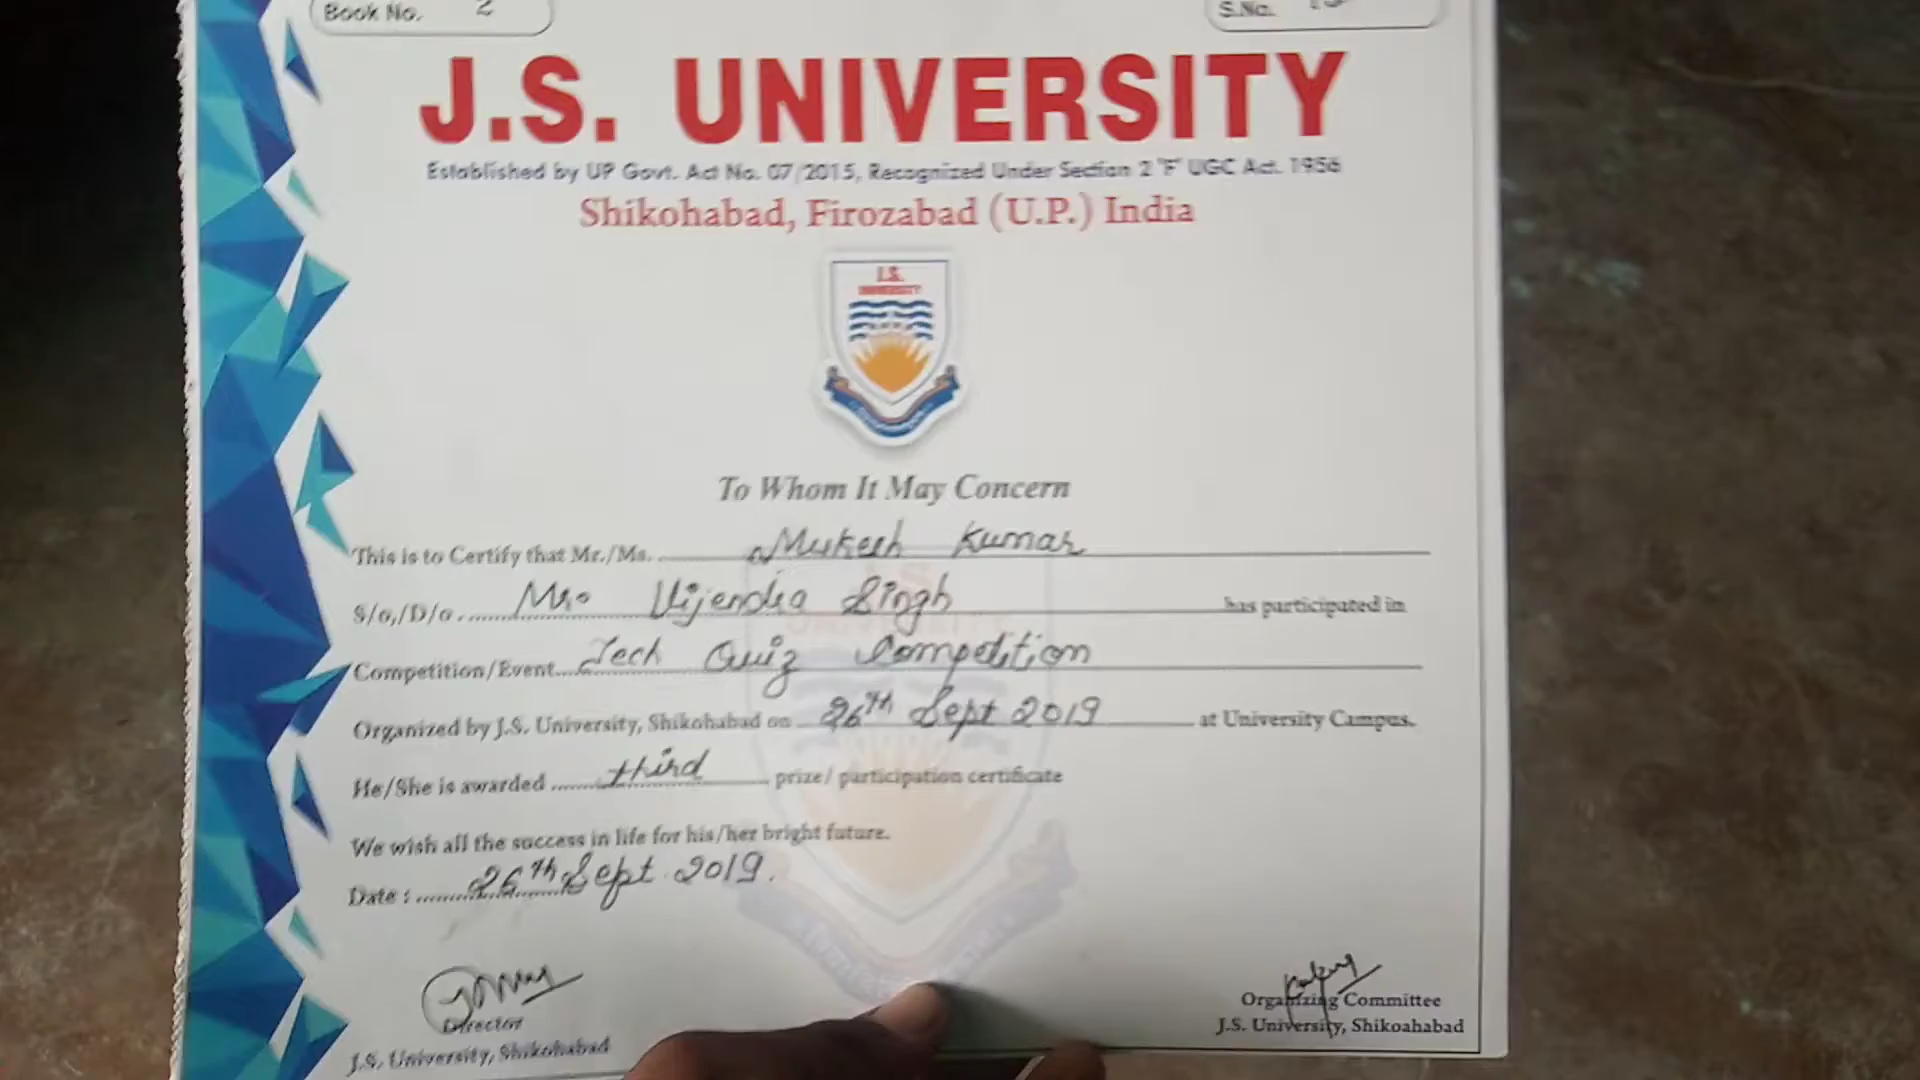 Book No. 2
S.No.
J.S. UNIVERSITY
Established by UP Govt. Act No. 07/2015, Recognized Under Section 2 "F" UGC Act. 1956
Shikohabad, Firozabad (U.P.) India
J.S.
UNIVERSITY
To Whom It May Concern
This is to Certify that Mr./Ms. Mukesh Kumar
S/o,/D/o. Mr. Vijendra Singh has participated in
Competition/Event Tech Quiz Competition
Organized by J.S. University, Shikohabad on 26th Sept 2019 at University Campus.
He/She is awarded third prize/ participation certificate
We wish all the success in life for his/her bright future.
Date : 26th Sept 2019.
Director
J.S. University, Shikohabad
Organizing Committee
J.S. University, Shikoahabad